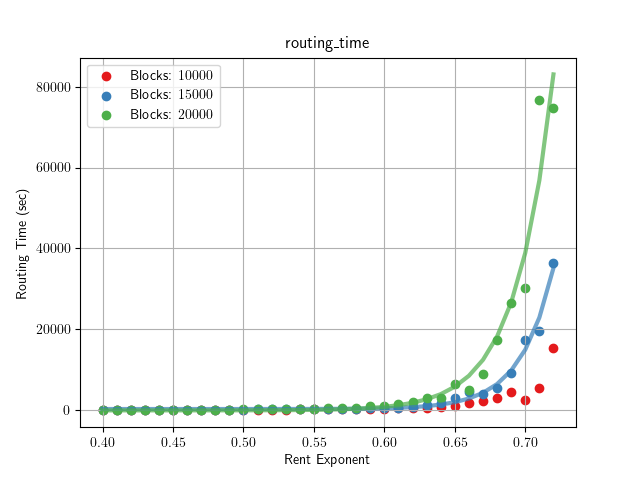 routing_time
Blocks: 10000
Blocks: 15000
Blocks: 20000
80000
60000
40000
20000
0
Routing Time (sec)
0.40 0.45 0.50 0.55 0.60 0.65 0.70
Rent Exponent